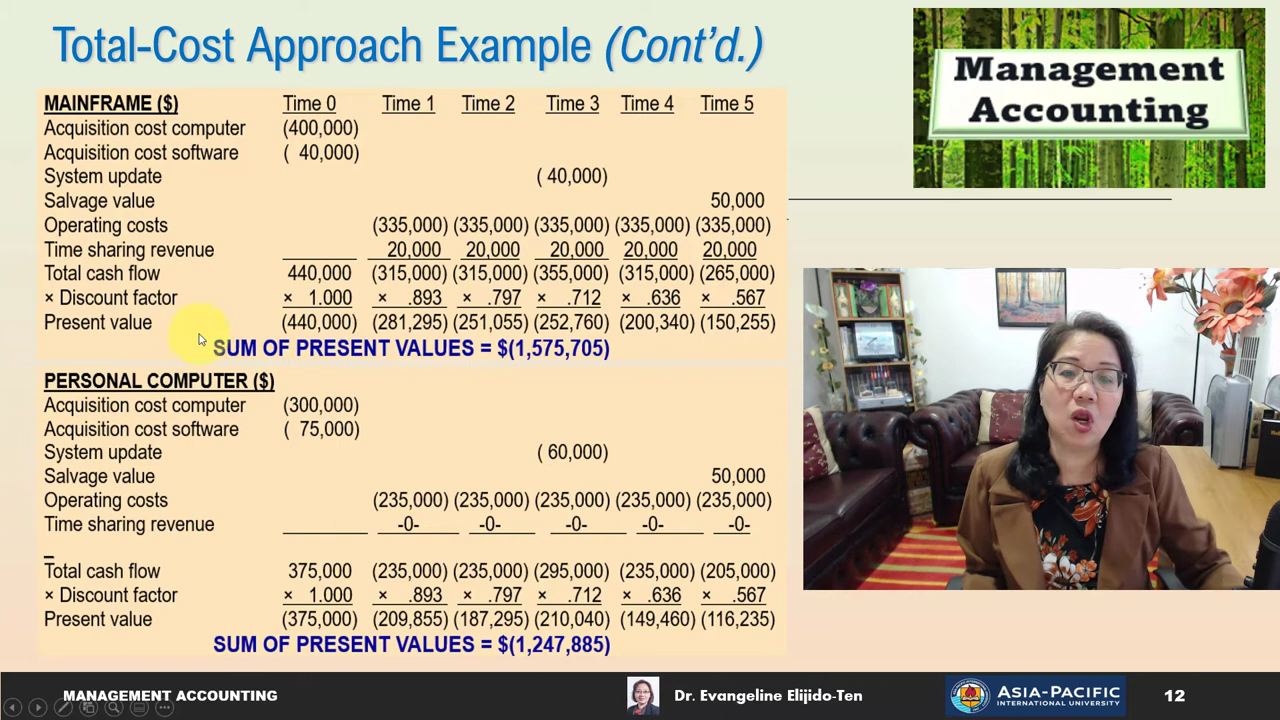 Total-Cost Approach Example (Cont'd.)
Management
Accounting
MAINFRAME ($) Time 0 Time 1 Time 2 Time 3 Time 4 Time 5
Acquisition cost computer (400,000)
Acquisition cost software ( 40,000)
System update ( 40,000)
Salvage value 50,000
Operating costs (335,000) (335,000) (335,000) (335,000) (335,000)
Time sharing revenue 20,000 20,000 20,000 20,000 20,000
Total cash flow 440,000 (315,000) (315,000) (355,000) (315,000) (265,000)
× Discount factor × 1.000 × .893 × .797 × .712 × .636 × .567
Present value (440,000) (281,295) (251,055) (252,760) (200,340) (150,255)
SUM OF PRESENT VALUES = $(1,575,705)
PERSONAL COMPUTER ($)
Acquisition cost computer (300,000)
Acquisition cost software ( 75,000)
System update ( 60,000)
Salvage value 50,000
Operating costs (235,000) (235,000) (235,000) (235,000) (235,000)
Time sharing revenue -0- -0- -0- -0- -0-
Total cash flow 375,000 (235,000) (235,000) (295,000) (235,000) (205,000)
× Discount factor × 1.000 × .893 × .797 × .712 × .636 × .567
Present value (375,000) (209,855) (187,295) (210,040) (149,460) (116,235)
SUM OF PRESENT VALUES = $(1,247,885)
MANAGEMENT ACCOUNTING
Dr. Evangeline Elijido-Ten
ASIA-PACIFIC
INTERNATIONAL UNIVERSITY
12